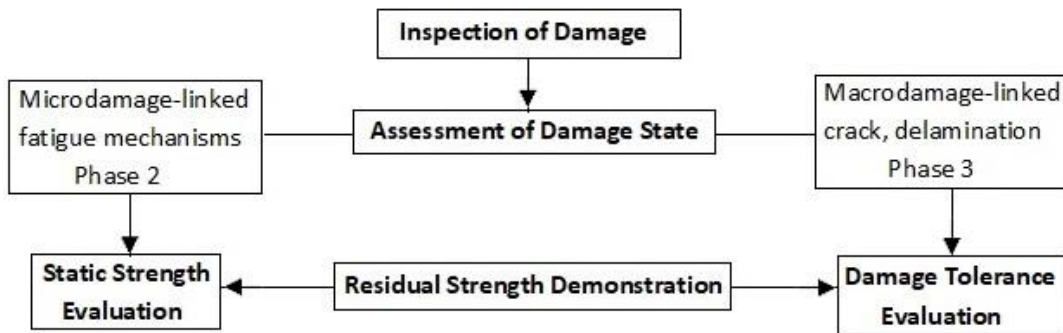 Inspection of Damage
Microdamage-linked
fatigue mechanisms
Phase 2
Assessment of Damage State
Macrodamage-linked
crack, delamination
Phase 3
Static Strength
Evaluation
Residual Strength Demonstration
Damage Tolerance
Evaluation